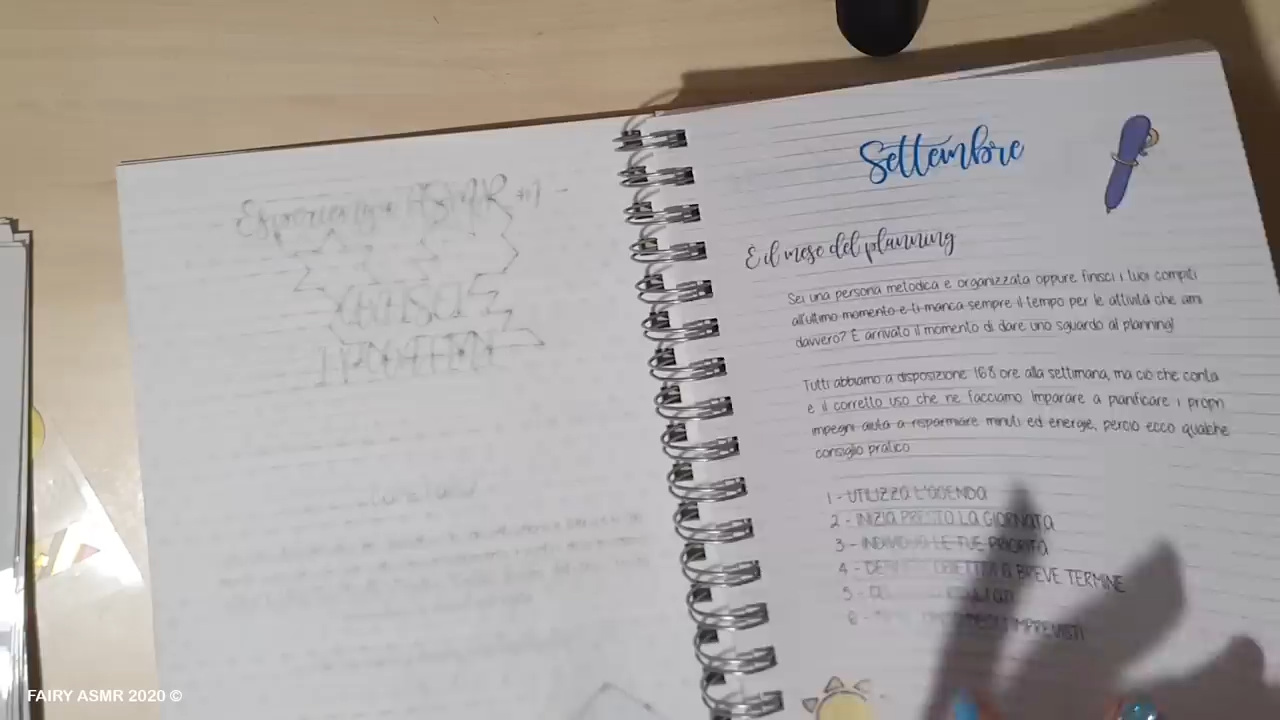 Settembre
È il mese del planning
Sei una persona metodica e organizzata oppure finisci i tuoi compiti
all'ultimo momento e ti manca sempre il tempo per le attività che ami
davvero? È arrivato il momento di dare uno sguardo al planning!
Tutti abbiamo a disposizione 168 ore alla settimana, ma ciò che conta
è il corretto uso che ne facciamo Imparare a pianificare i propri
impegni aiuta a risparmiare minuti ed energie, perciò ecco qualche
consiglio pratico
1 - UTILIZZA L'AGENDA
2 - INIZIA PRESTO LA GIORNATA
3 - INDIVIDUA LE TUE PRIORITÀ
4 - OBIETTIVI A BREVE TERMINE
5 -
6 - IMPREVISTI
FAIRY ASMR 2020 ©